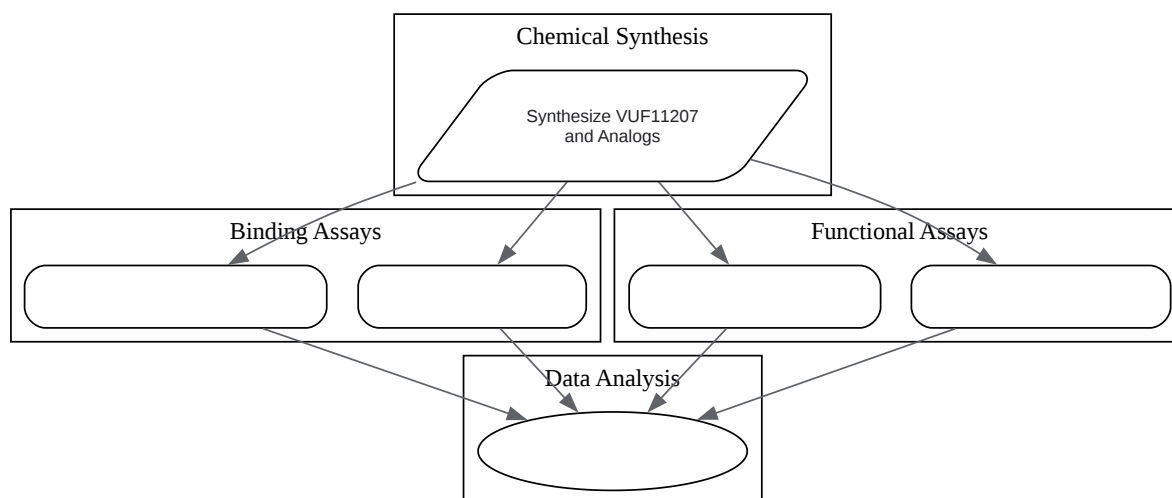 Chemical Synthesis
Synthesize VUF11207
and Analogs
Binding Assays
Functional Assays
Data Analysis